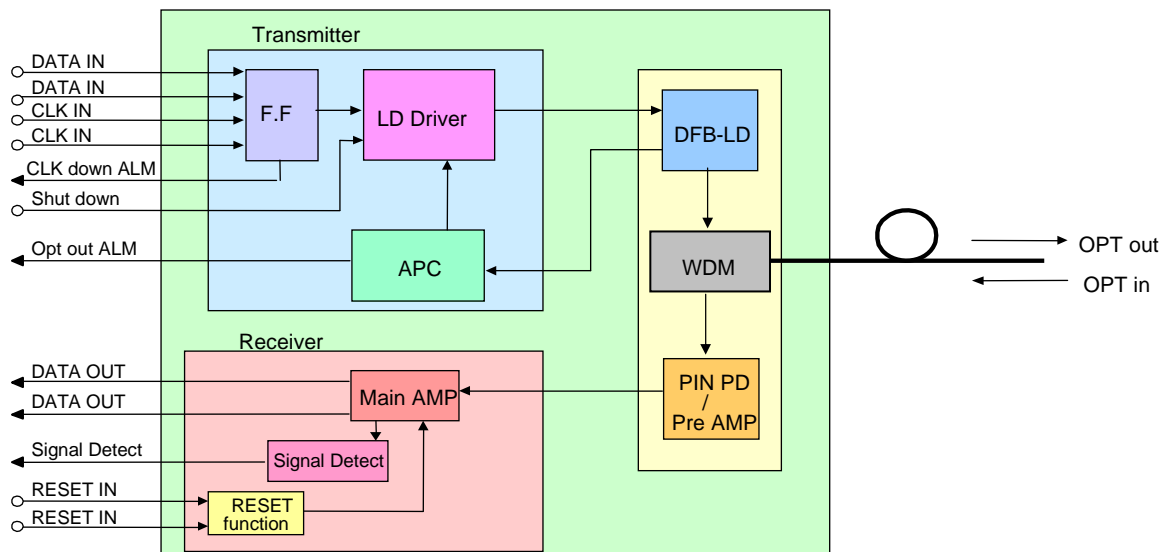 Transmitter
DATA IN
DATA IN
CLK IN
CLK IN
CLK down ALM
Shut down
Opt out ALM
F.F
LD Driver
APC
DFB-LD
WDM
PIN PD
/
Pre AMP
OPT out
OPT in
Receiver
DATA OUT
DATA OUT
Signal Detect
RESET IN
RESET IN
Main AMP
Signal Detect
RESET
function